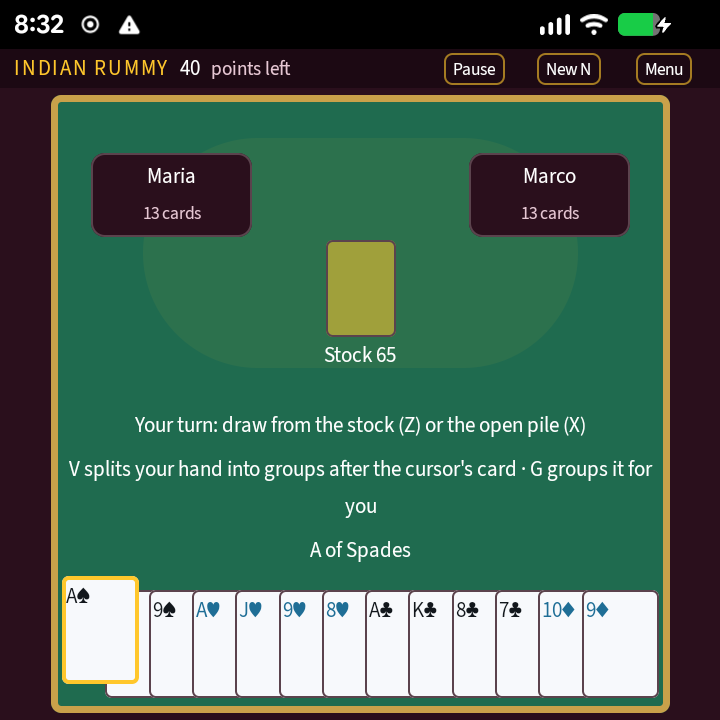 8:32
INDIAN RUMMY 40 points left Pause New N Menu
Maria Marco
13 cards 13 cards
Stock 65
Your turn: draw from the stock (Z) or the open pile (X)
V splits your hand into groups after the cursor's card · G groups it for
you
A of Spades
A♠ 9♠ A♥ J♥ 9♥ 8♥ A♣ K♣ 8♣ 7♣ 10♦ 9♦